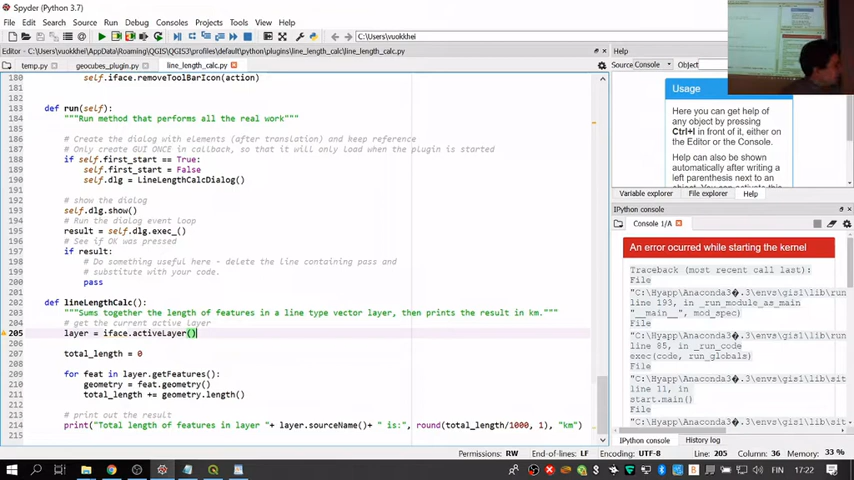 Spyder (Python 3.7)
File Edit Search Source Run Debug Consoles Projects Tools View Help
C:\Users\vuokkhei
Editor - C:\Users\vuokkhei\AppData\Roaming\QGIS\QGIS3\profiles\default\python\plugins\line_length_calc\line_length_calc.py
temp.py geocubes_plugin.py line_length_calc.py
180 self.iface.removeToolBarIcon(action)
181
182
183 def run(self):
184 """Run method that performs all the real work"""
185
186 # Create the dialog with elements (after translation) and keep reference
187 # Only create GUI ONCE in callback, so that it will only load when the plugin is started
188 if self.first_start == True:
189 self.first_start = False
190 self.dlg = LineLengthCalcDialog()
191
192 # show the dialog
193 self.dlg.show()
194 # Run the dialog event loop
195 result = self.dlg.exec_()
196 # See if OK was pressed
197 if result:
198 # Do something useful here - delete the line containing pass and
199 # substitute with your code.
200 pass
201
202 def lineLengthCalc():
203 """Sums together the length of features in a line type vector layer, then prints the result in km."""
204 # get the current active layer
205 layer = iface.activeLayer()
206
207 total_length = 0
208
209 for feat in layer.getFeatures():
210 geometry = feat.geometry()
211 total_length += geometry.length()
212
213 # print out the result
214 print("Total length of features in layer "+ layer.sourceName()+ " is:", round(total_length/1000, 1), "km")
215
Help
Source Console Object
Usage
Here you can get help
of any object by pressing
Ctrl+I in front of it, either on
the Editor or the Console.
Help can also be shown
automatically after writing a
left parenthesis next to an
Variable explorer File explorer Help
IPython console
Console 1/A
An error ocurred while starting the kernel
Traceback (most recent call last):
File
"C:\Hyapp\Anaconda3�.3\envs\gis1\lib\run
line 193, in _run_module_as_main
"__main__", mod_spec)
File
"C:\Hyapp\Anaconda3�.3\envs\gis1\lib\run
line 85, in _run_code
exec(code, run_globals)
File
"C:\Hyapp\Anaconda3�.3\envs\gis1\lib\sit
line 11, in
start.main()
File
"C:\Hyapp\Anaconda3�.3\envs\gis1\lib\sit
IPython console History log
Permissions: RW End-of-lines: LF Encoding: UTF-8 Line: 205 Column: 36 Memory: 33 %
FIN 17:22